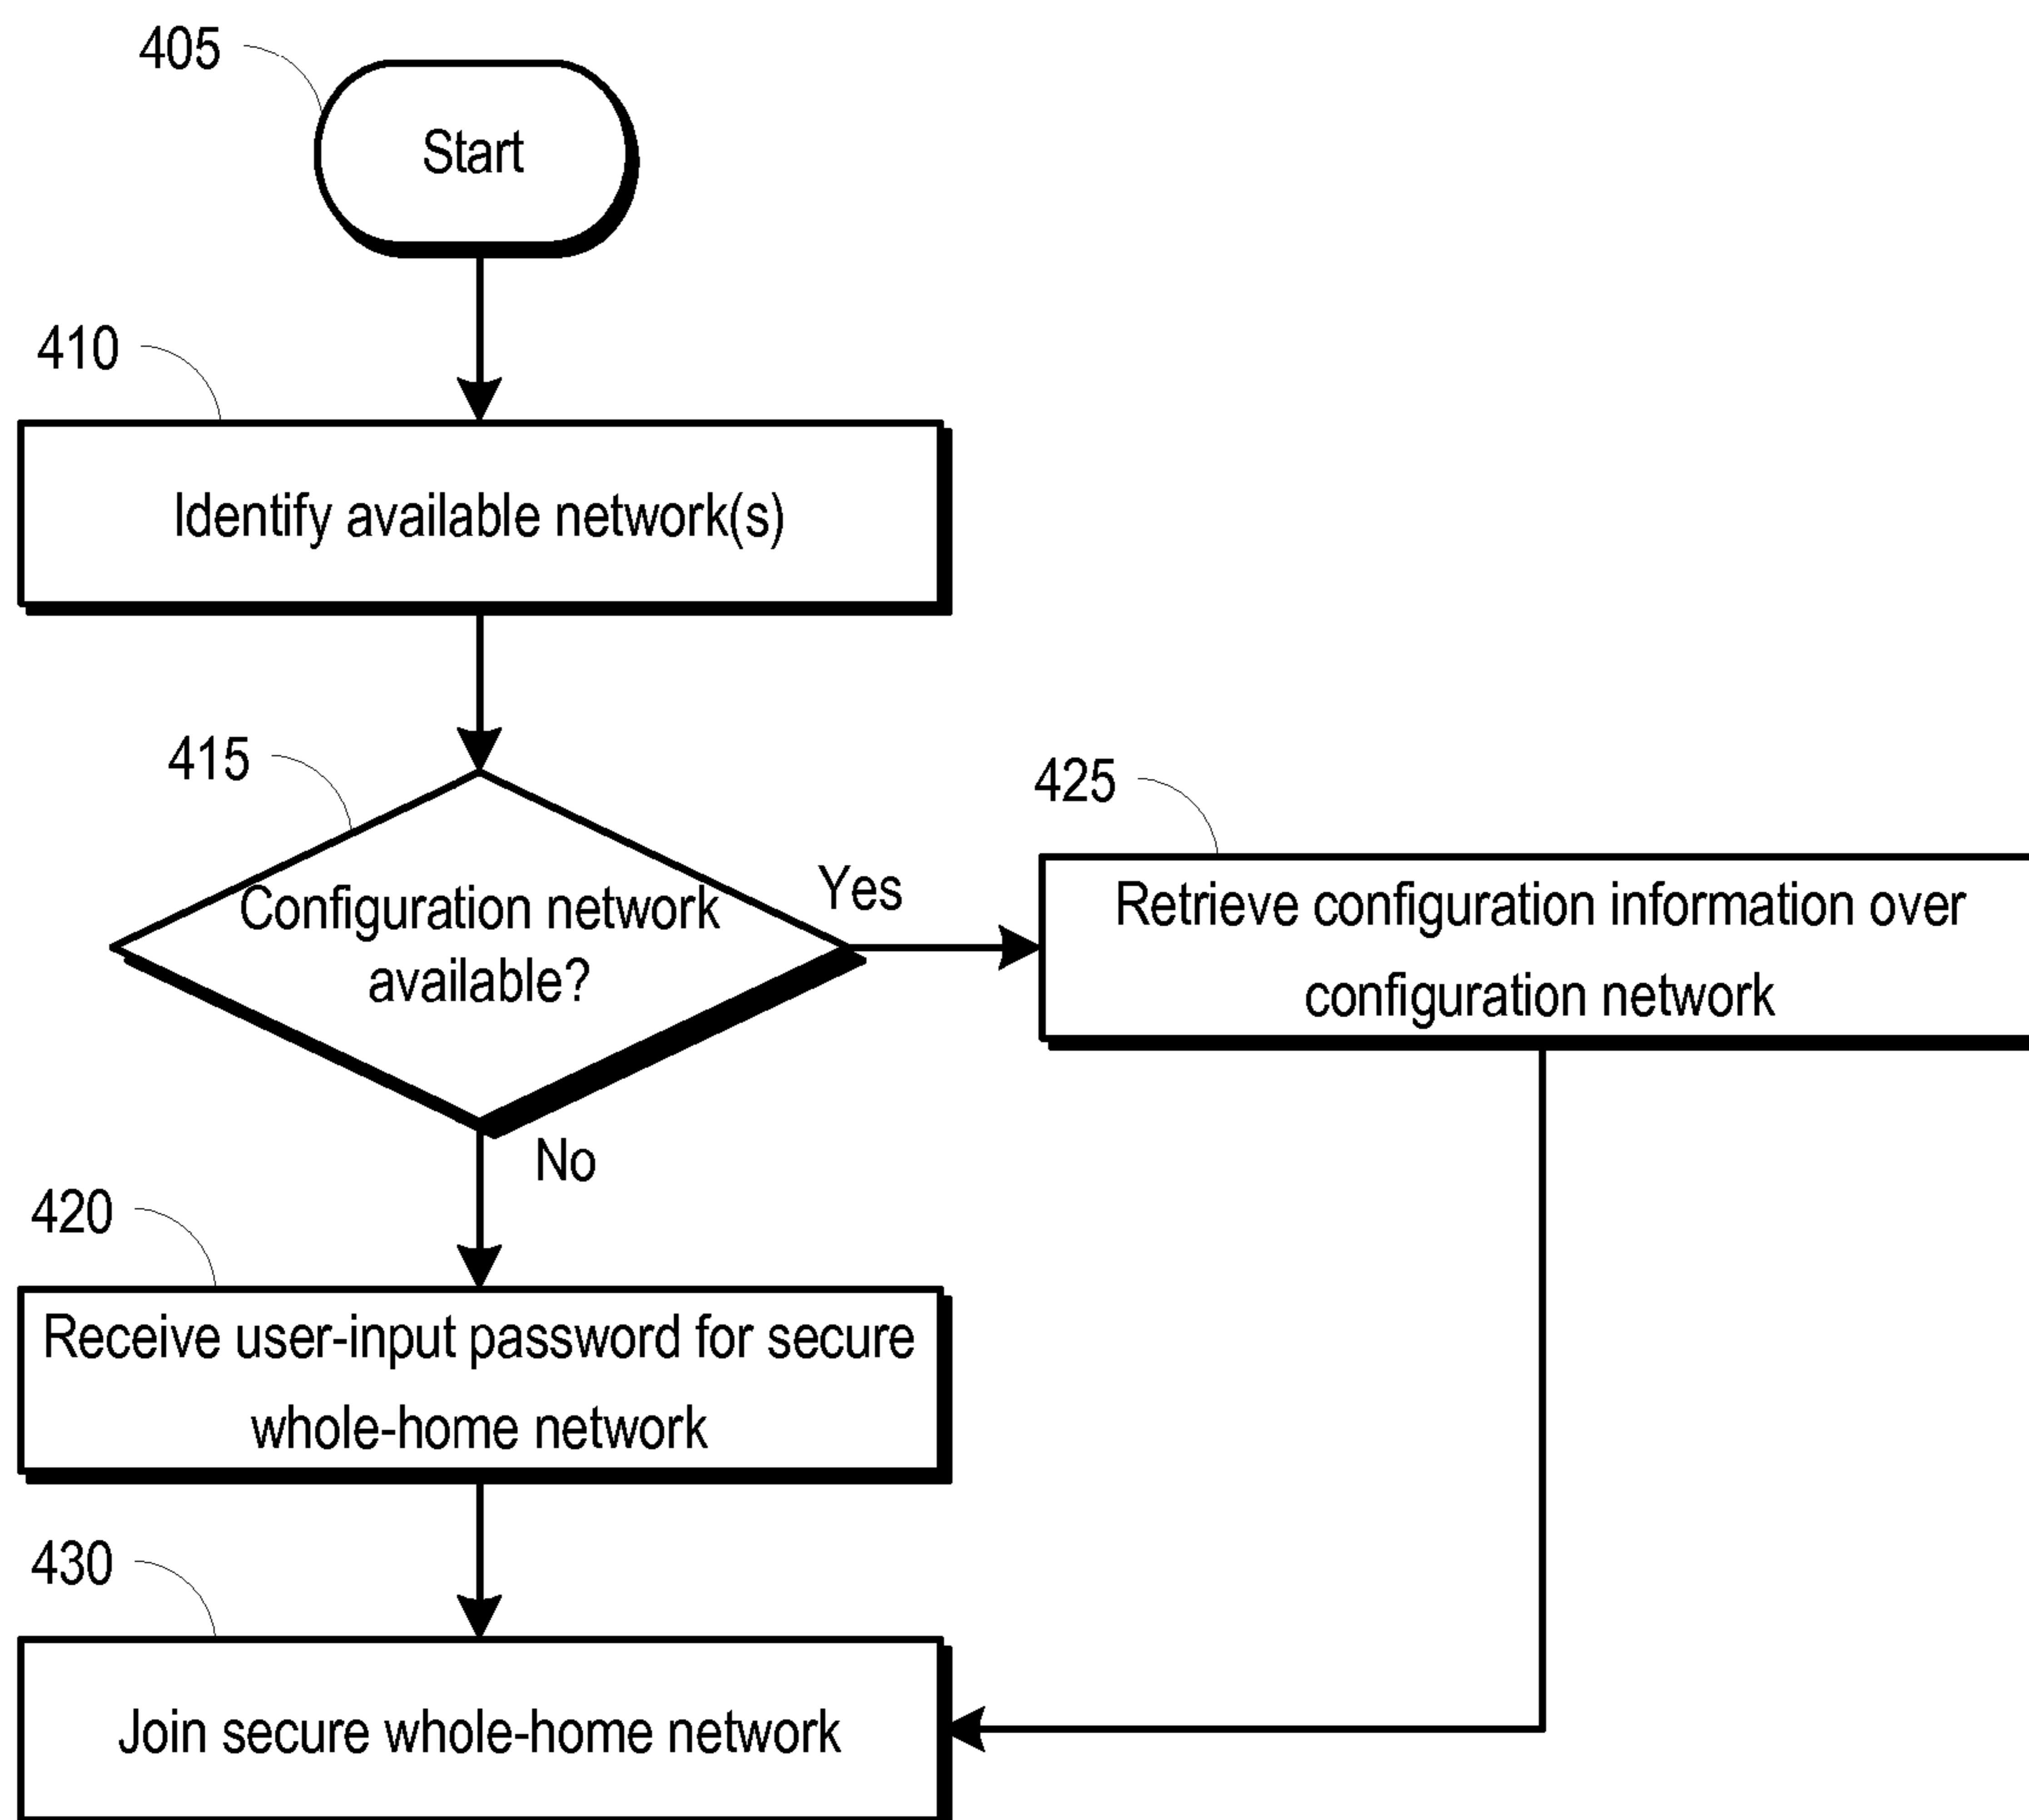 405
Start
410
Identify available network(s)
415
Configuration network
available?
Yes
425
Retrieve configuration information over
configuration network
No
420
Receive user-input password for secure
whole-home network
430
Join secure whole-home network